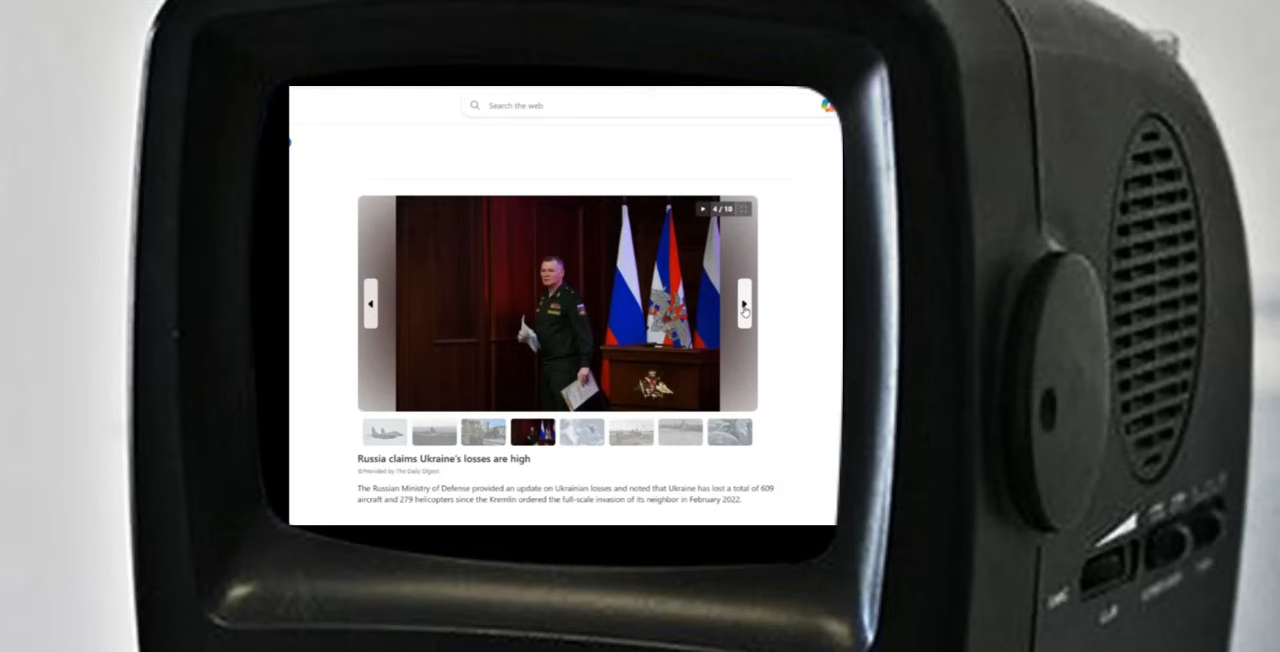 Search the web
4 / 10
Russia claims Ukraine's losses are high
©Provided by The Daily Digest
The Russian Ministry of Defense provided an update on Ukrainian losses and noted that Ukraine has lost a total of 609
aircraft and 279 helicopters since the Kremlin ordered the full-scale invasion of its neighbor in February 2022.